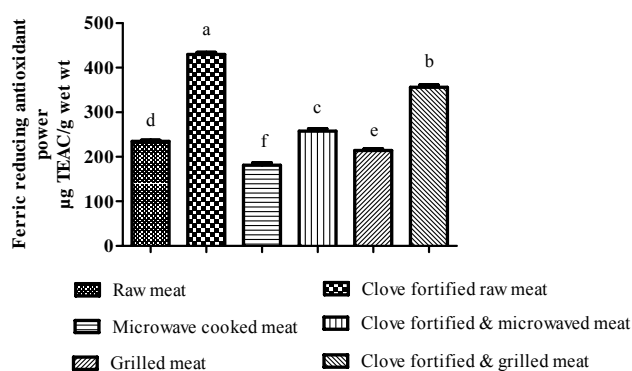 Ferric reducing antioxidant
power
µg TEAC/g wet wt
500
400
300
200
100
0
d
a
f
c
e
b
Raw meat
Clove fortified raw meat
Microwave cooked meat
Clove fortified & microwaved meat
Grilled meat
Clove fortified & grilled meat